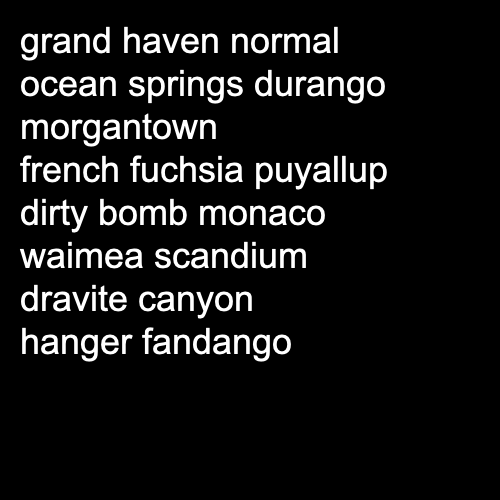 grand haven normal
ocean springs durango
morgantown
french fuchsia puyallup
dirty bomb monaco
waimea scandium
dravite canyon
hanger fandango